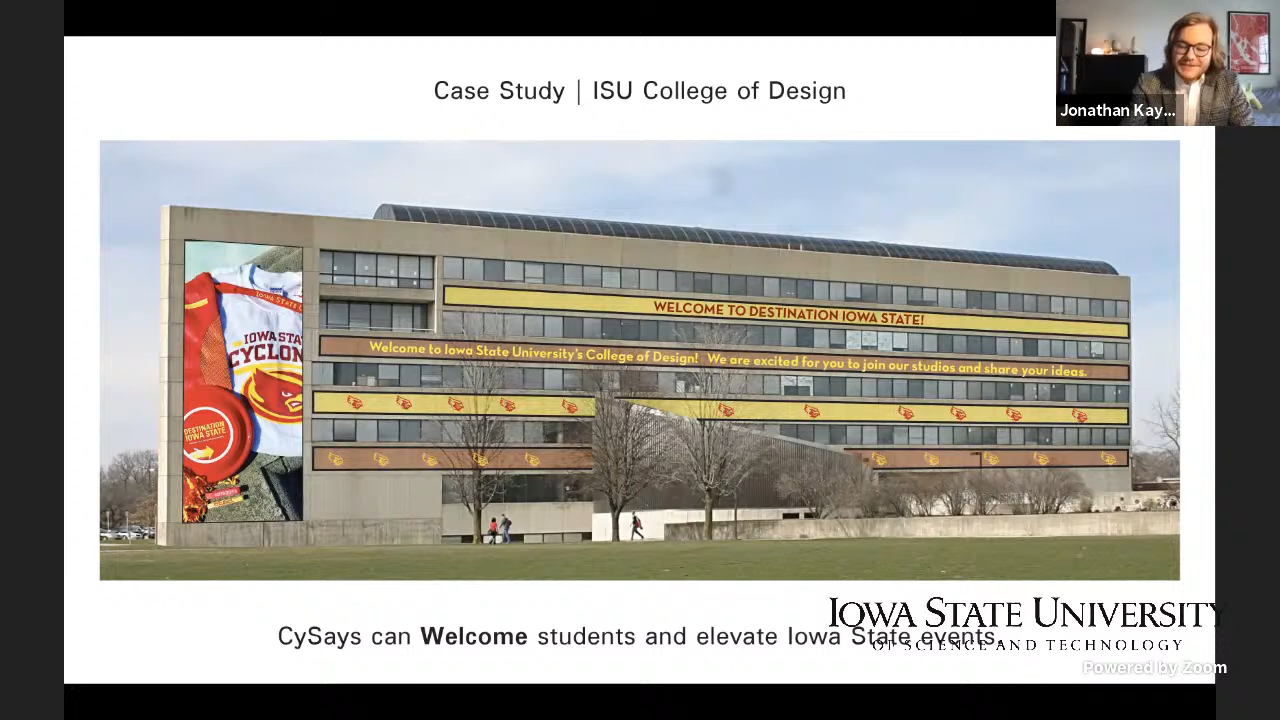 Case Study | ISU College of Design
Jonathan Kay...
WELCOME TO DESTINATION IOWA STATE!
Welcome to Iowa State University's College of Design! We are excited for you to join our studios and share your ideas.
IOWA STATE
IOWA STA
CYCLON
DESTINATION
IOWA STATE
CySays can Welcome students and elevate Iowa State events.
IOWA STATE UNIVERSITY
OF SCIENCE AND TECHNOLOGY
Powered by Zoom